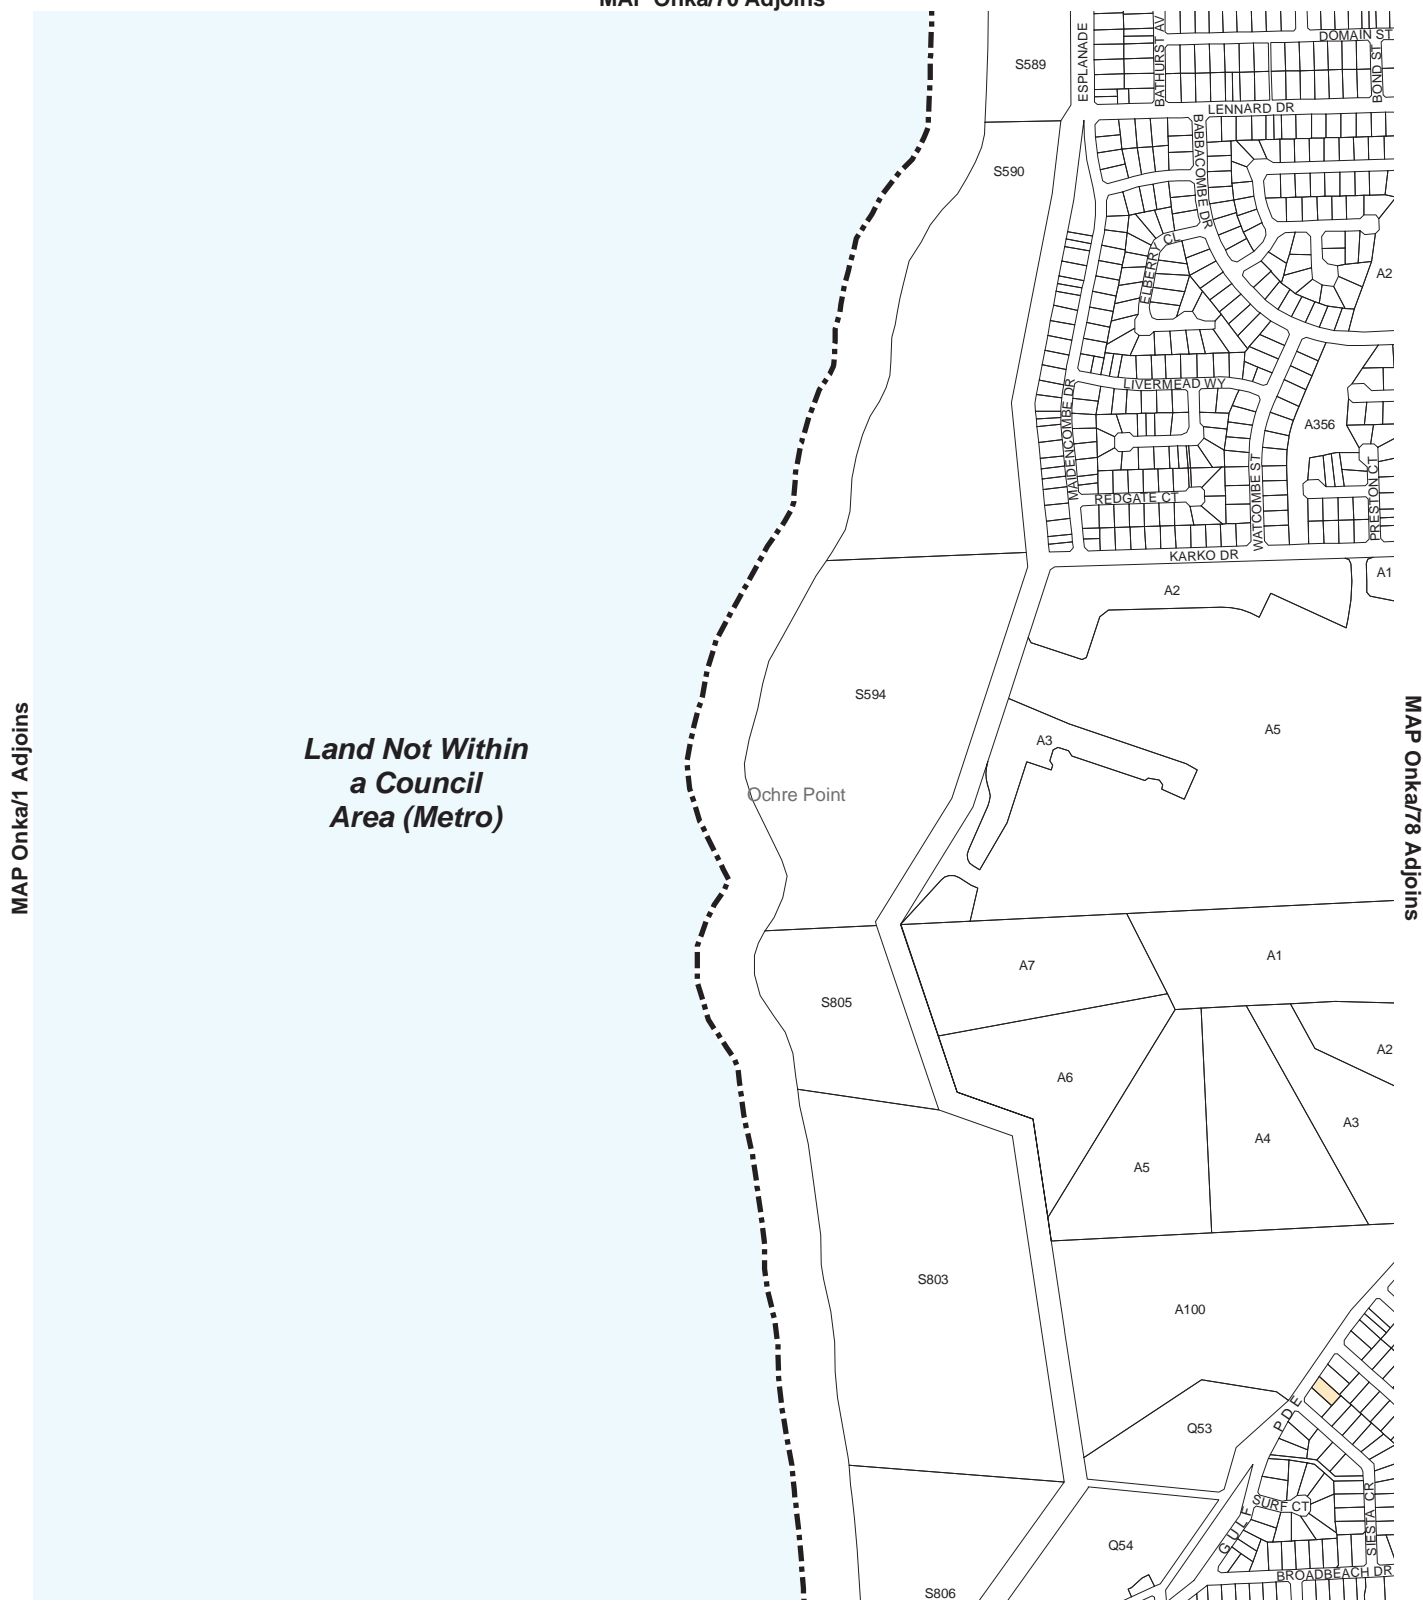 MAP Onka/70 Adjoins
DOMAIN ST
S589
ESPLANADE
BATHURST AV
BOND ST
LENNARD DR
S590
BABBACOMBE DR
ELBERRY CL
A2
LIVERMEAD WY
MAIDENCOMBE DR
A356
WATCOMBE ST
PRESTON CT
REDGATE CT
KARKO DR
A1
A2
S594
A3
A5
MAP Onka/1 Adjoins
MAP Onka/78 Adjoins
Land Not Within
a Council
Area (Metro)
Ochre Point
A7
A1
S805
A2
A6
A3
A4
A5
S803
A100
Q53
GULF PDE
SURF CT
SIESTA CR
Q54
BROADBEACH DR
S806